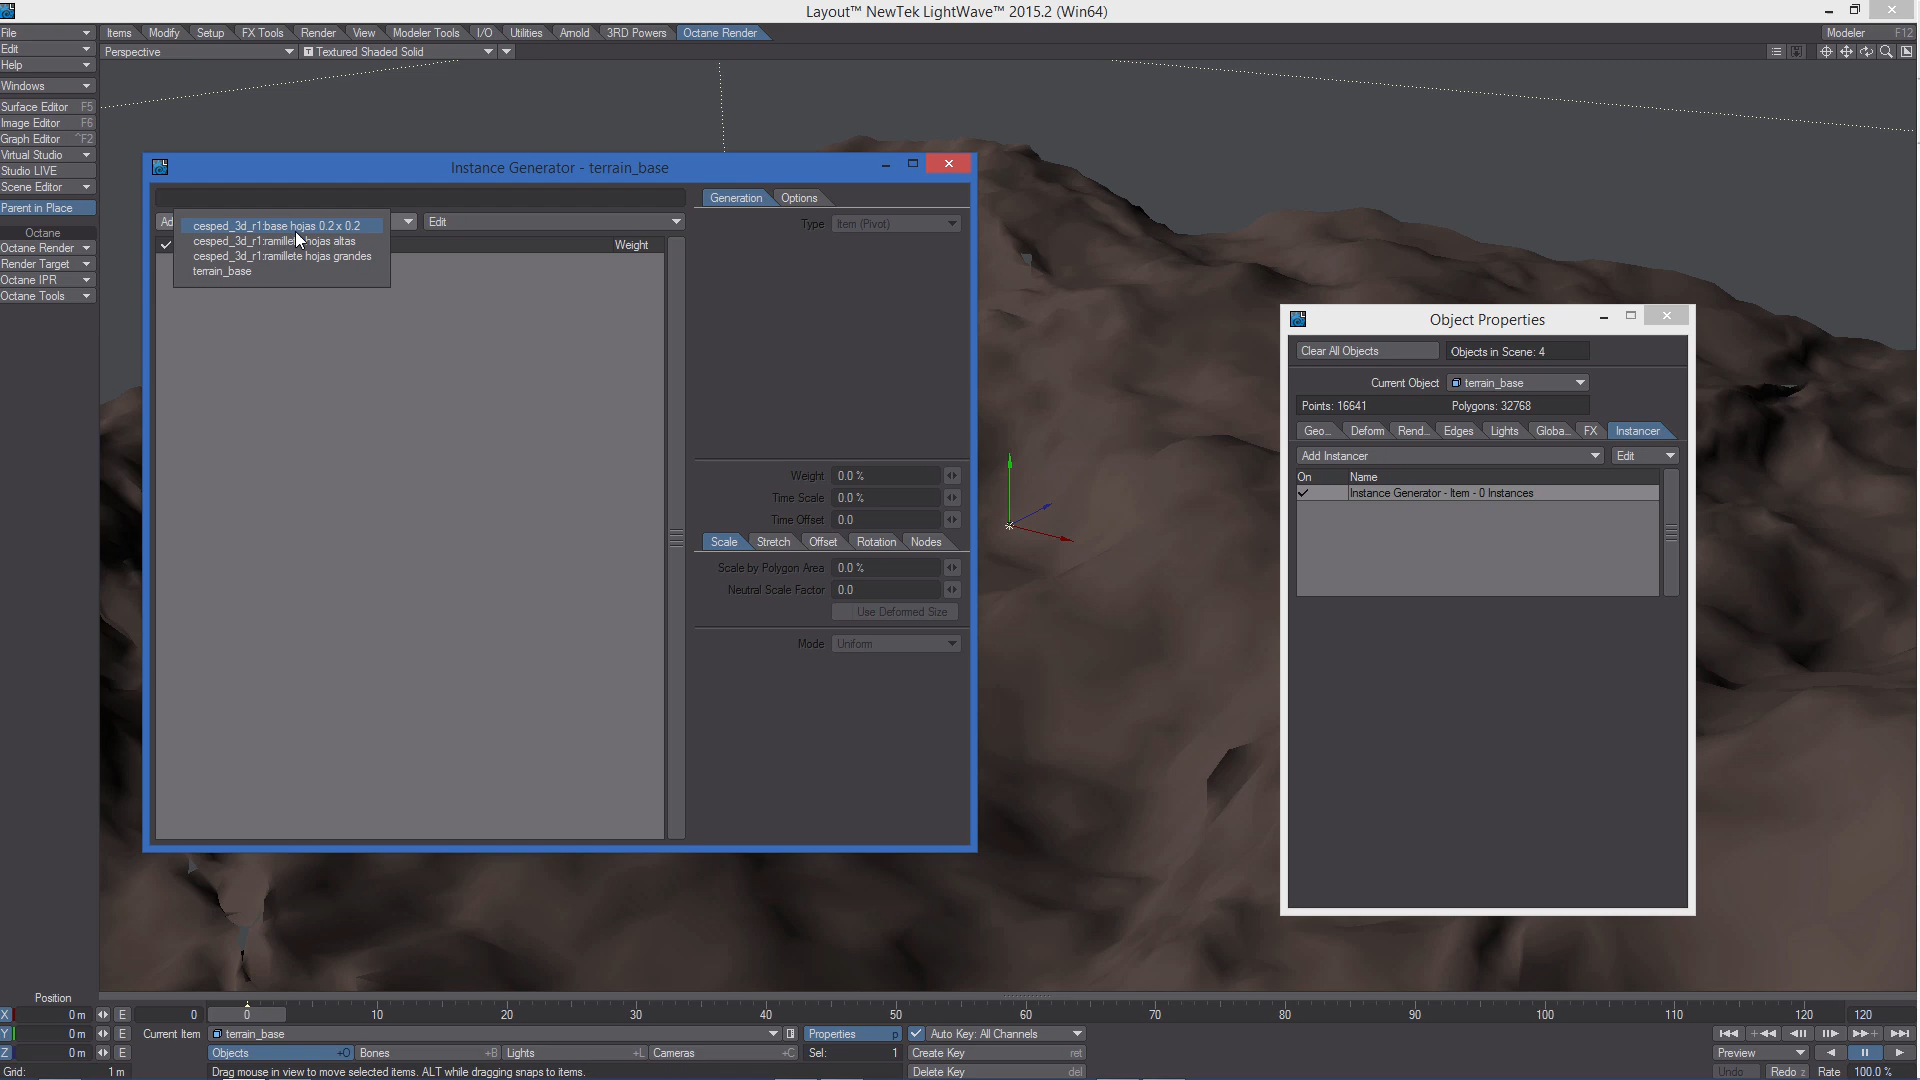 Layout™ NewTek LightWave™ 2015.2 (Win64)
File
Items
Modify
Setup
FX Tools
Render
View
Modeler Tools
I/O
Utilities
Arnold
3RD Powers
Octane Render
Modeler F12
Edit
Perspective
Textured Shaded Solid
Help
Windows
Surface Editor F5
Image Editor F6
Graph Editor ^F2
Virtual Studio
Studio LIVE
Scene Editor
Parent in Place
Octane
Octane Render
Render Target
Octane IPR
Octane Tools
Instance Generator - terrain_base
Generation
Options
Ad
Edit
Type Item (Pivot)
Weight
cesped_3d_r1:base hojas 0.2 x 0.2
cesped_3d_r1:ramillete hojas altas
cesped_3d_r1:ramillete hojas grandes
terrain_base
Weight 0.0 %
Time Scale 0.0 %
Time Offset 0.0
Scale
Stretch
Offset
Rotation
Nodes
Scale by Polygon Area 0.0 %
Neutral Scale Factor 0.0
Use Deformed Size
Mode Uniform
Object Properties
Clear All Objects
Objects in Scene: 4
Current Object terrain_base
Points: 16641
Polygons: 32768
Geo...
Deform
Rend...
Edges
Lights
Globa...
FX
Instancer
Add Instancer
Edit
On Name
Instance Generator - Item - 0 Instances
Position
X 0 m E
Y 0 m E
Z 0 m E
Grid: 1 m
0 0 10 20 30 40 50 60 70 80 90 100 110 120 120
Current Item terrain_base
Properties p
Auto Key: All Channels
Objects +O
Bones +B
Lights +L
Cameras +C
Sel: 1
Create Key ret
Preview
Drag mouse in view to move selected items. ALT while dragging snaps to items.
Delete Key del
Undo
Redo z
Rate 100.0 %